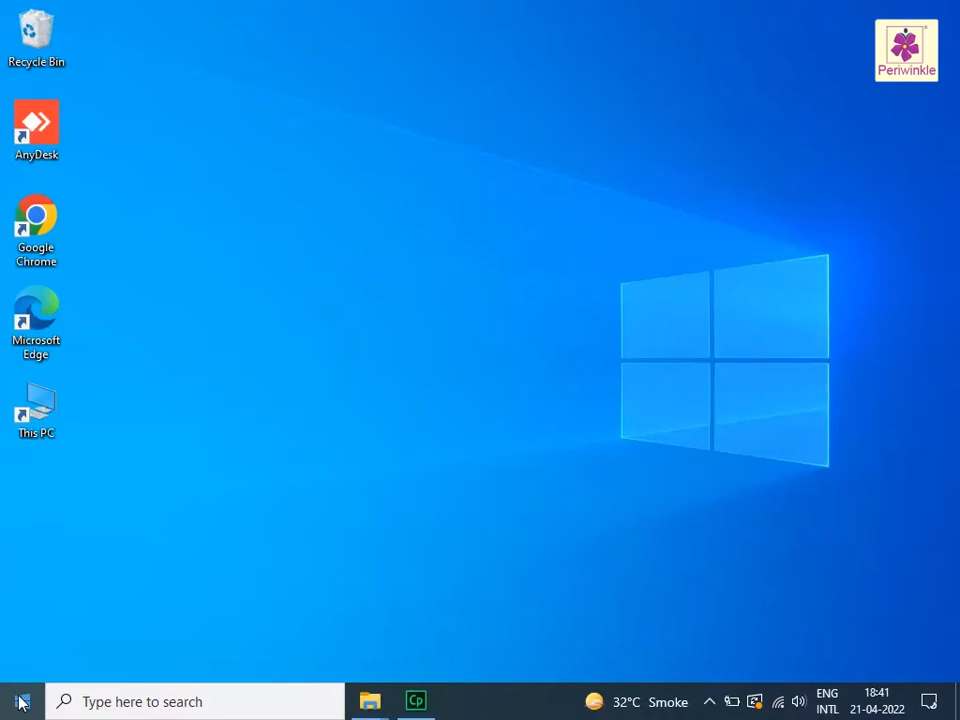 Recycle Bin
Periwinkle
AnyDesk
Google
Chrome
Microsoft
Edge
This PC
Type here to search
Cp
32°C Smoke
ENG
INTL
18:41
21-04-2022